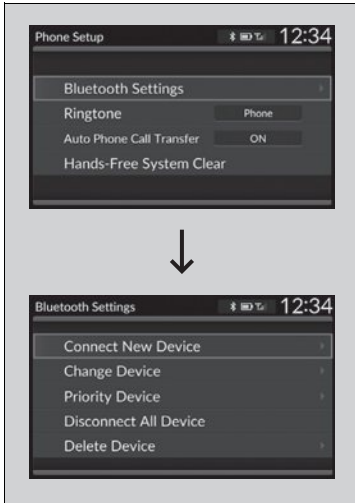 Phone Setup 12:34
Bluetooth Settings
Ringtone Phone
Auto Phone Call Transfer ON
Hands-Free System Clear
Bluetooth Settings 12:34
Connect New Device
Change Device
Priority Device
Disconnect All Device
Delete Device